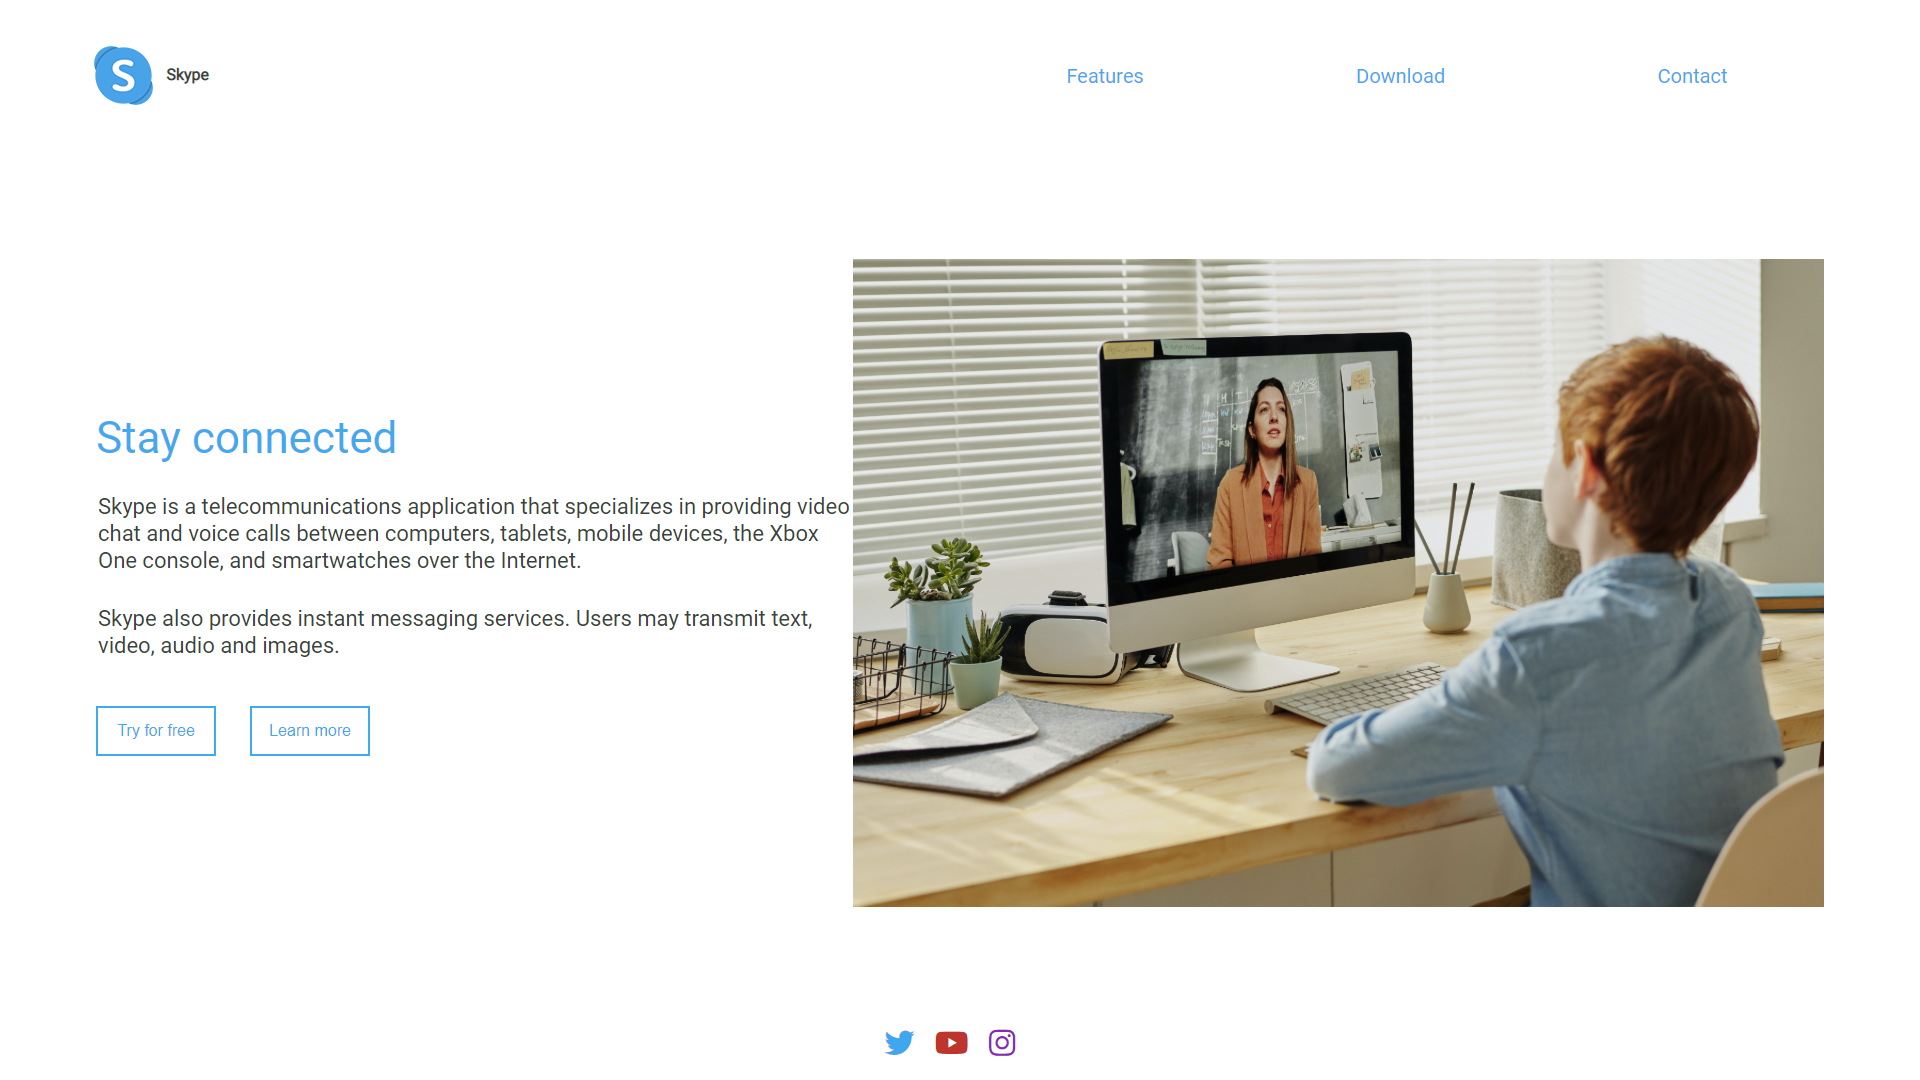 Skype
Features
Download
Contact
Stay connected
Skype is a telecommunications application that specializes in providing video
chat and voice calls between computers, tablets, mobile devices, the Xbox
One console, and smartwatches over the Internet.
Skype also provides instant messaging services. Users may transmit text,
video, audio and images.
Try for free
Learn more